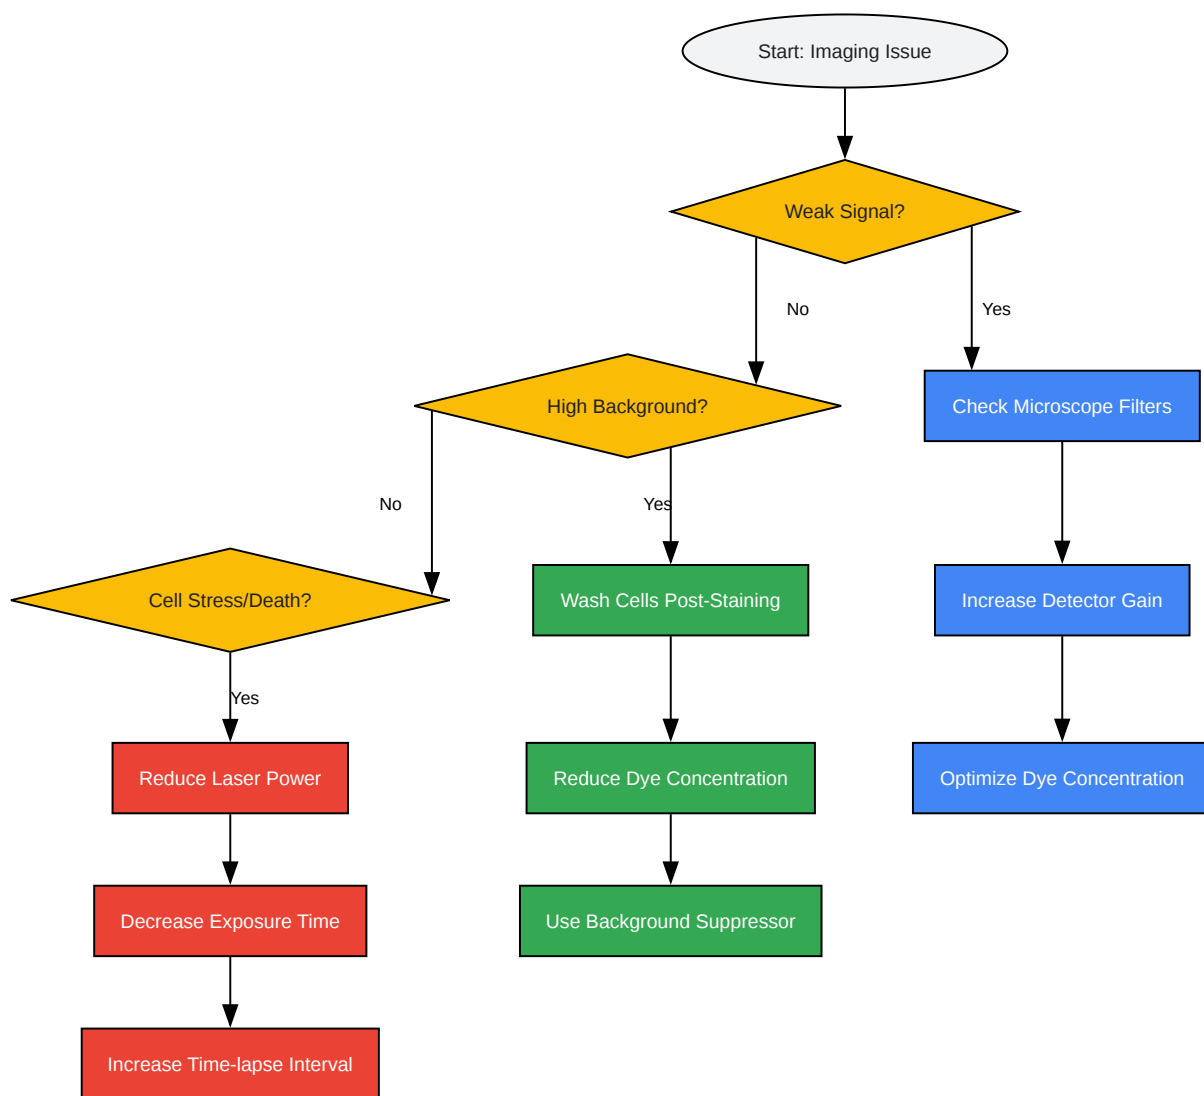 Start: Imaging Issue
Weak Signal?
No
Yes
High Background?
Check Microscope Filters
No
Yes
Cell Stress/Death?
Wash Cells Post-Staining
Increase Detector Gain
Yes
Reduce Laser Power
Reduce Dye Concentration
Optimize Dye Concentration
Decrease Exposure Time
Use Background Suppressor
Increase Time-lapse Interval